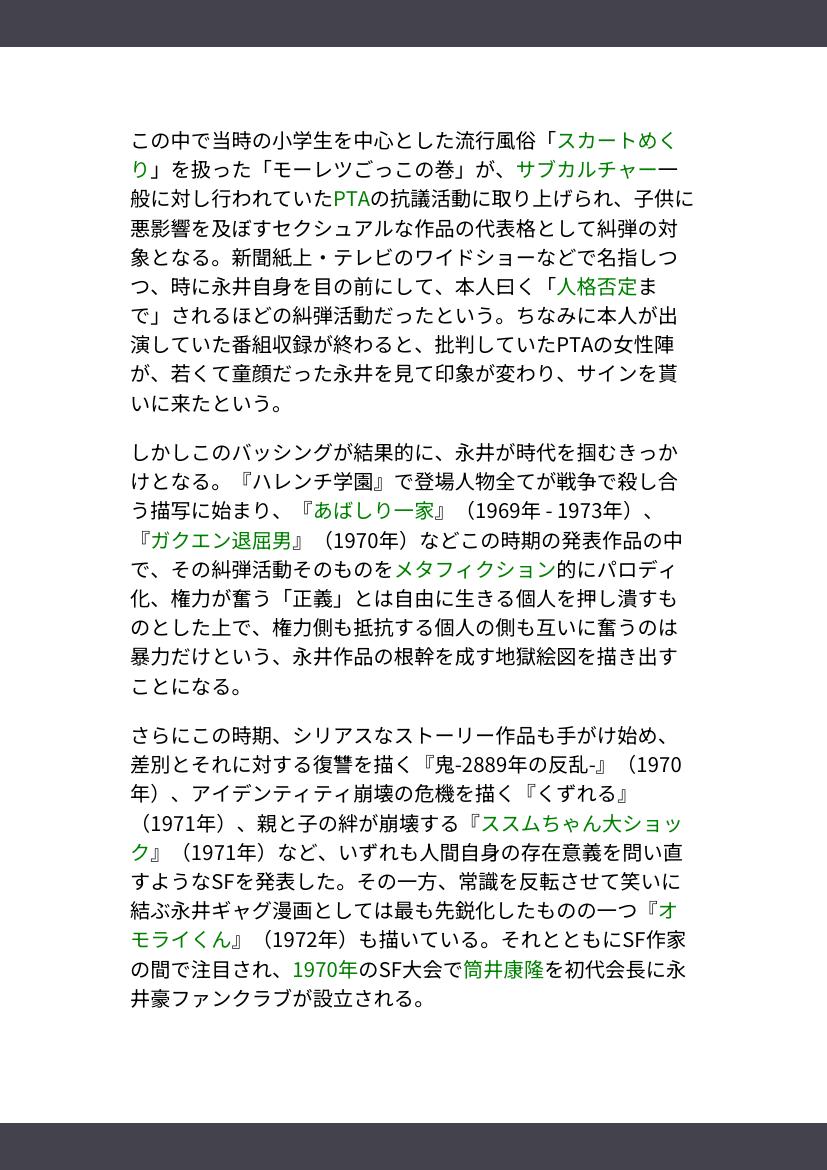 この中で当時の小学生を中心とした流行風俗「スカートめく
り」を扱った「モーレツごっこの巻」が、サブカルチャー一
般に対し行われていたPTAの抗議活動に取り上げられ、子供に
悪影響を及ぼすセクシュアルな作品の代表格として糾弾の対
象となる。新聞紙上・テレビのワイドショーなどで名指しつ
つ、時に永井自身を目の前にして、本人曰く「人格否定ま
で」されるほどの糾弾活動だったという。ちなみに本人が出
演していた番組収録が終わると、批判していたPTAの女性陣
が、若くて童顔だった永井を見て印象が変わり、サインを貰
いに来たという。
しかしこのバッシングが結果的に、永井が時代を掴むきっか
けとなる。『ハレンチ学園』で登場人物全てが戦争で殺し合
う描写に始まり、『あばしり一家』（1969年 - 1973年）、
『ガクエン退屈男』（1970年）などこの時期の発表作品の中
で、その糾弾活動そのものをメタフィクション的にパロディ
化、権力が奮う「正義」とは自由に生きる個人を押し潰すも
のとした上で、権力側も抵抗する個人の側も互いに奮うのは
暴力だけという、永井作品の根幹を成す地獄絵図を描き出す
ことになる。
さらにこの時期、シリアスなストーリー作品も手がけ始め、
差別とそれに対する復讐を描く『鬼-2889年の反乱-』（1970
年）、アイデンティティ崩壊の危機を描く『くずれる』
（1971年）、親と子の絆が崩壊する『ススムちゃん大ショッ
ク』（1971年）など、いずれも人間自身の存在意義を問い直
すようなSFを発表した。その一方、常識を反転させて笑いに
結ぶ永井ギャグ漫画としては最も先鋭化したものの一つ『オ
モライくん』（1972年）も描いている。それとともにSF作家
の間で注目され、1970年のSF大会で筒井康隆を初代会長に永
井豪ファンクラブが設立される。